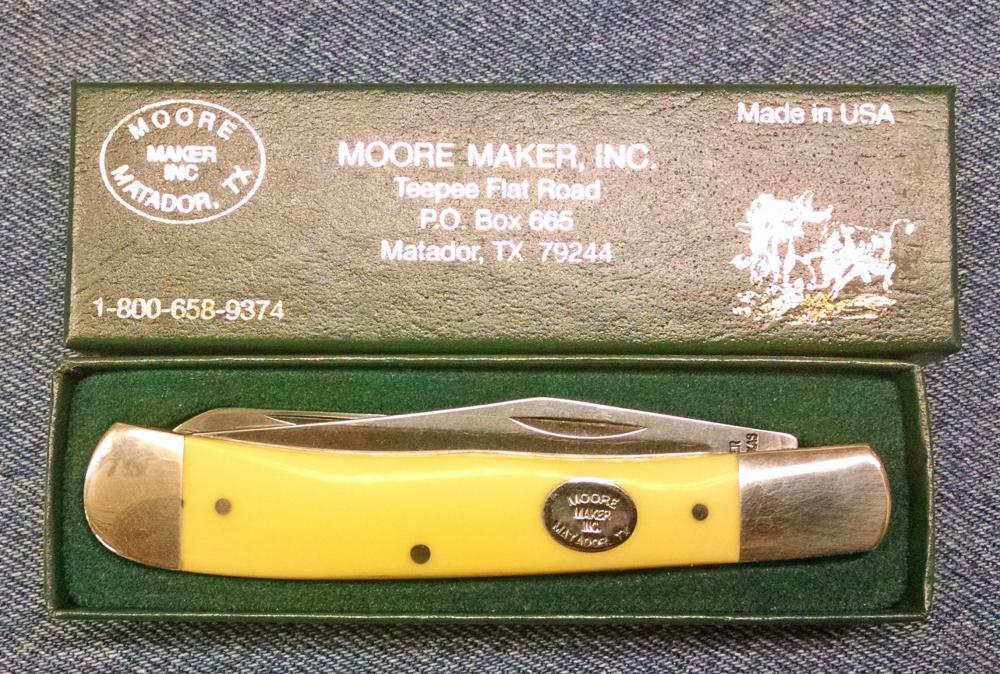 MOORE
MAKER
INC
MATADOR, TX
MOORE MAKER, INC.
Teepee Flat Road
P.O. Box 665
Matador, TX 79244
Made in USA
1-800-658-9374
MOORE
MAKER
INC.
MATADOR, TX